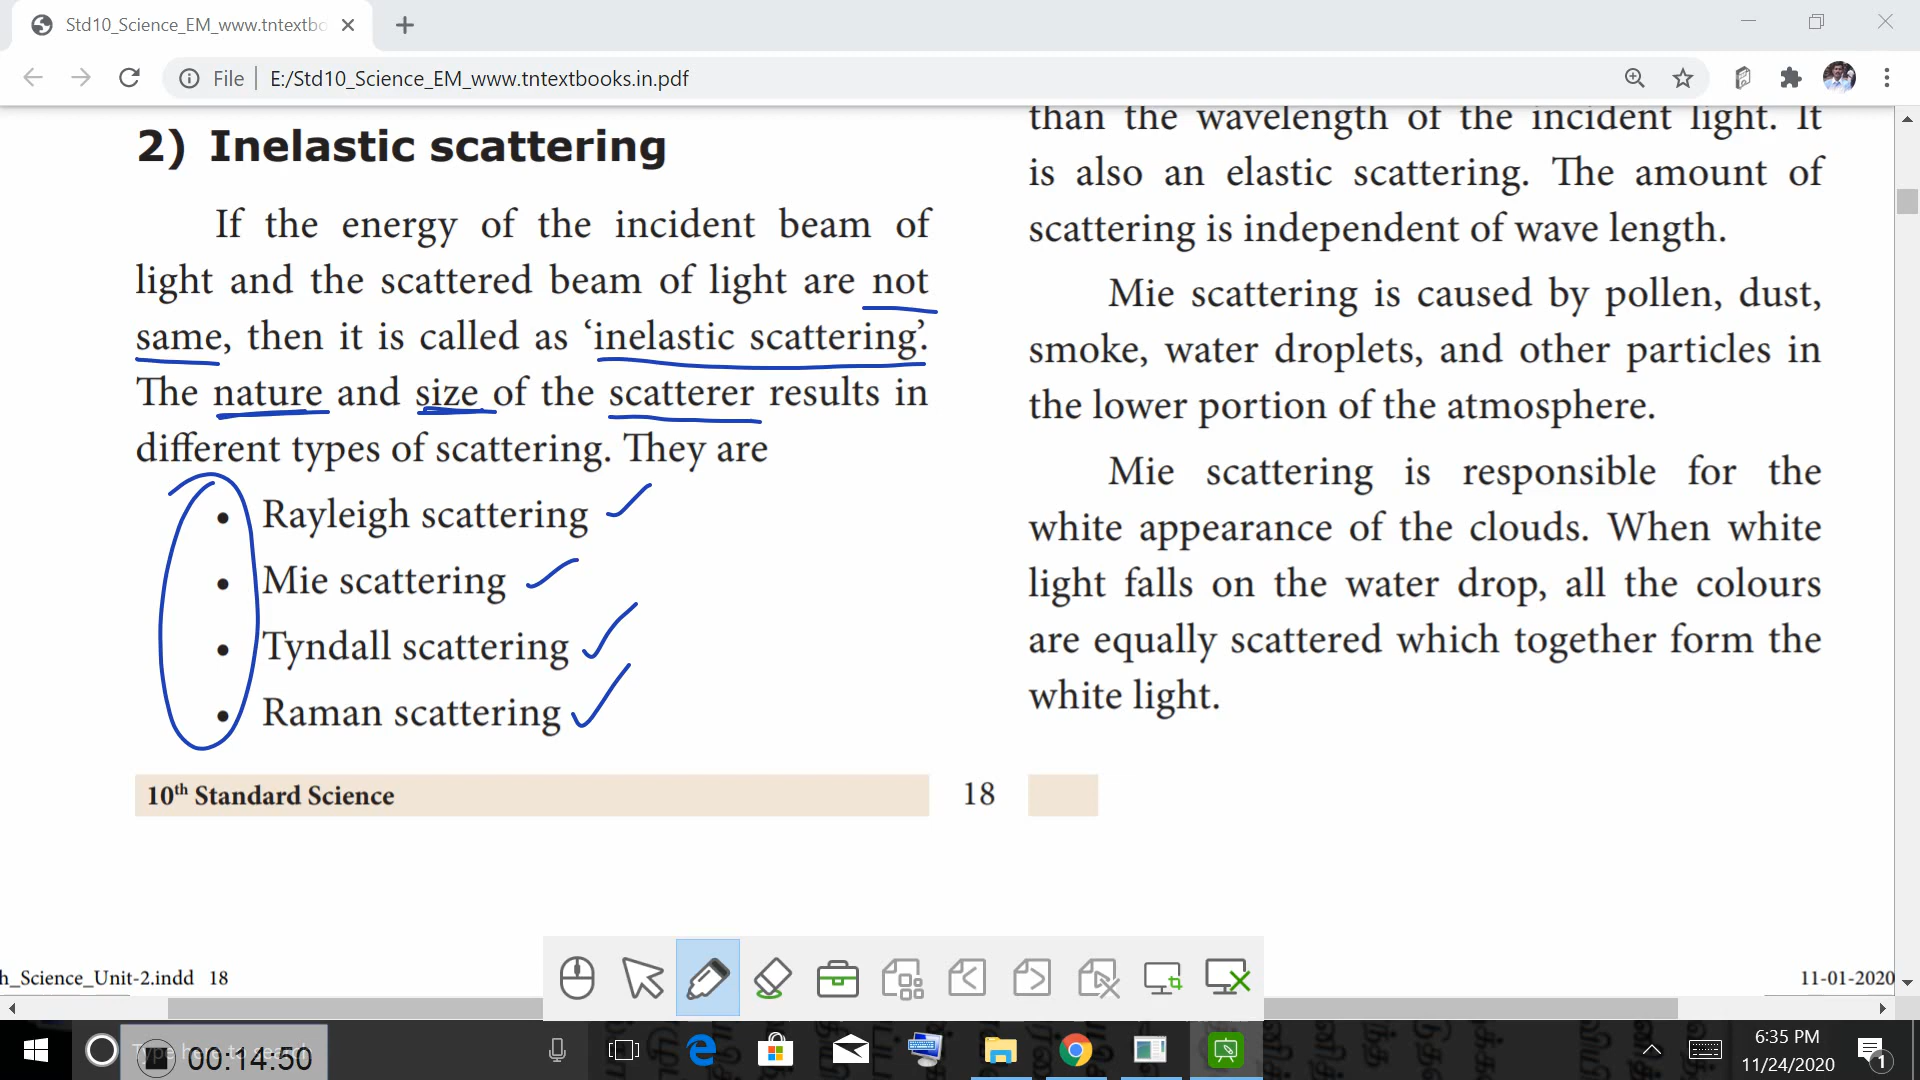 Std10_Science_EM_www.tntextbo
File
E:/Std10_Science_EM_www.tntextbooks.in.pdf
2) Inelastic scattering
If the energy of the incident beam of
light and the scattered beam of light are not
same, then it is called as ‘inelastic scattering’.
The nature and size of the scatterer results in
different types of scattering. They are
• Rayleigh scattering
• Mie scattering
• Tyndall scattering
• Raman scattering
10th Standard Science
than the wavelength of the incident light. It
is also an elastic scattering. The amount of
scattering is independent of wave length.
Mie scattering is caused by pollen, dust,
smoke, water droplets, and other particles in
the lower portion of the atmosphere.
Mie scattering is responsible for the
white appearance of the clouds. When white
light falls on the water drop, all the colours
are equally scattered which together form the
white light.
18
h_Science_Unit-2.indd 18
11-01-2020
Type here to search
00:14:50
6:35 PM
11/24/2020
1